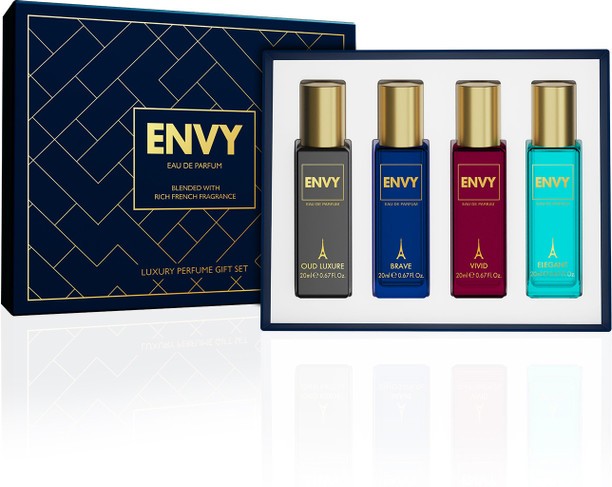 ENVY
EAU DE PARFUM
BLENDED WITH
RICH FRENCH FRAGRANCE
LUXURY PERFUME GIFT SET
ENVY
EAU DE PARFUM
OUD LUXURE
20ml ℮ 0.67Fl.Oz.
ENVY
EAU DE PARFUM
BRAVE
20ml ℮ 0.67Fl.Oz.
ENVY
EAU DE PARFUM
VIVID
20ml ℮ 0.67Fl.Oz.
ENVY